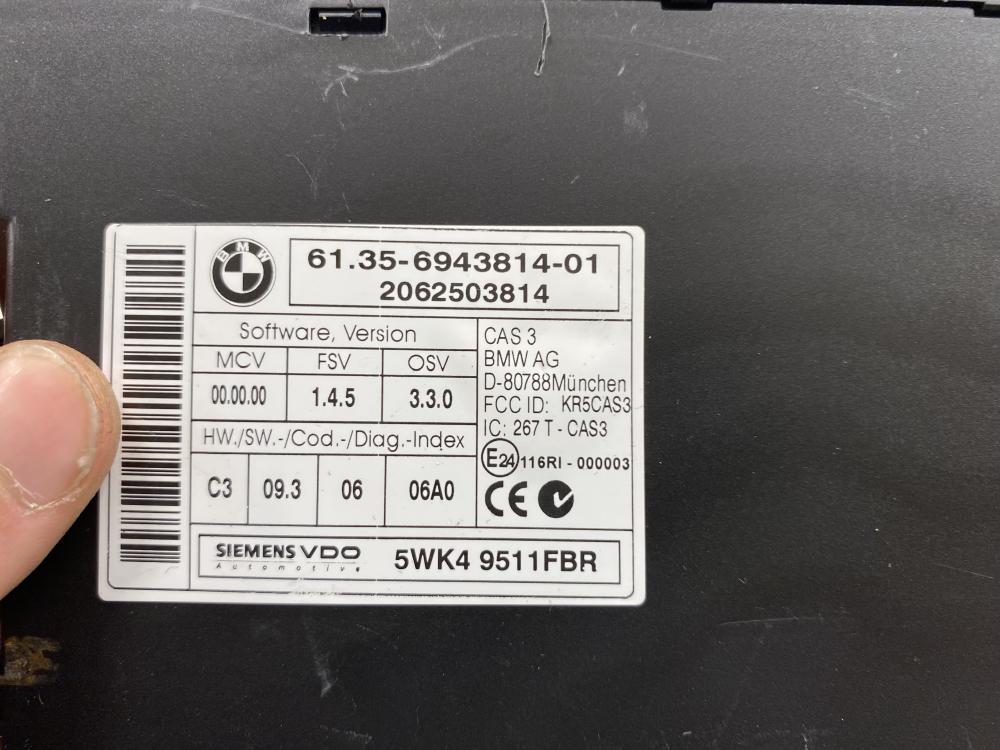 BMW
61.35-6943814-01
2062503814
Software, Version
MCV FSV OSV
00.00.00 1.4.5 3.3.0
HW./SW.-/Cod.-/Diag.-Index
C3 09.3 06 06A0
CAS 3
BMW AG
D-80788München
FCC ID: KR5CAS3
IC: 267 T - CAS3
E24 116RI - 000003
CE
SIEMENS VDO
Automotive
5WK4 9511FBR